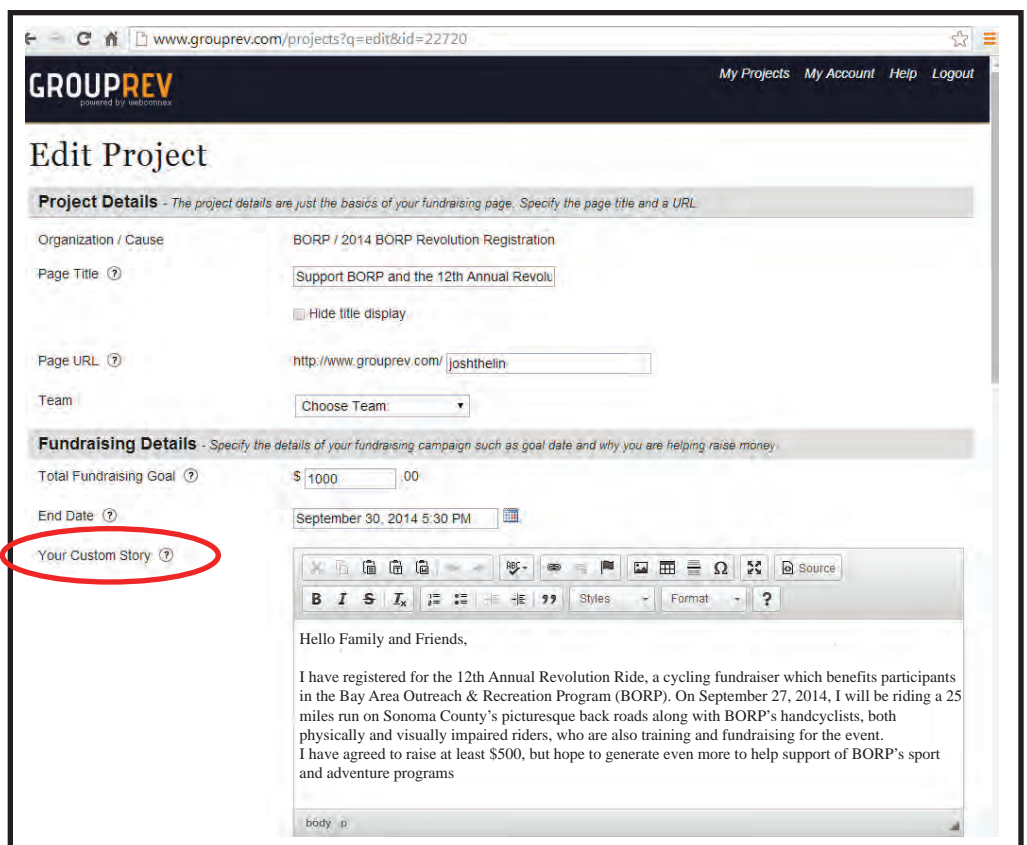 www.grouprev.com/projects?q=edit&id=22720
GROUPREV
powered by webconnex
My Projects My Account Help Logout
Edit Project
Project Details - The project details are just the basics of your fundraising page. Specify the page title and a URL
Organization / Cause BORP / 2014 BORP Revolution Registration
Page Title ? Support BORP and the 12th Annual Revolu
Hide title display
Page URL ? http://www.grouprev.com/ joshthelin
Team Choose Team:
Fundraising Details - Specify the details of your fundraising campaign such as goal date and why you are helping raise money
Total Fundraising Goal ? $ 1000 .00
End Date ? September 30, 2014 5:30 PM
Your Custom Story ?
ABC Ω Source
B I S Ix Styles Format ?
Hello Family and Friends,
I have registered for the 12th Annual Revolution Ride, a cycling fundraiser which benefits participants
in the Bay Area Outreach & Recreation Program (BORP). On September 27, 2014, I will be riding a 25
miles run on Sonoma County’s picturesque back roads along with BORP’s handcyclists, both
physically and visually impaired riders, who are also training and fundraising for the event.
I have agreed to raise at least $500, but hope to generate even more to help support of BORP’s sport
and adventure programs
body p